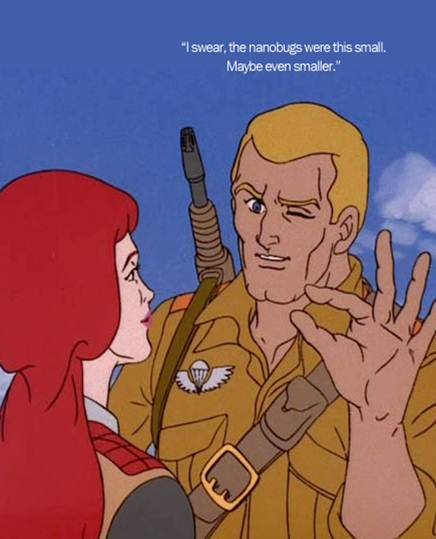 “I swear, the nanobugs were this small.
Maybe even smaller.”